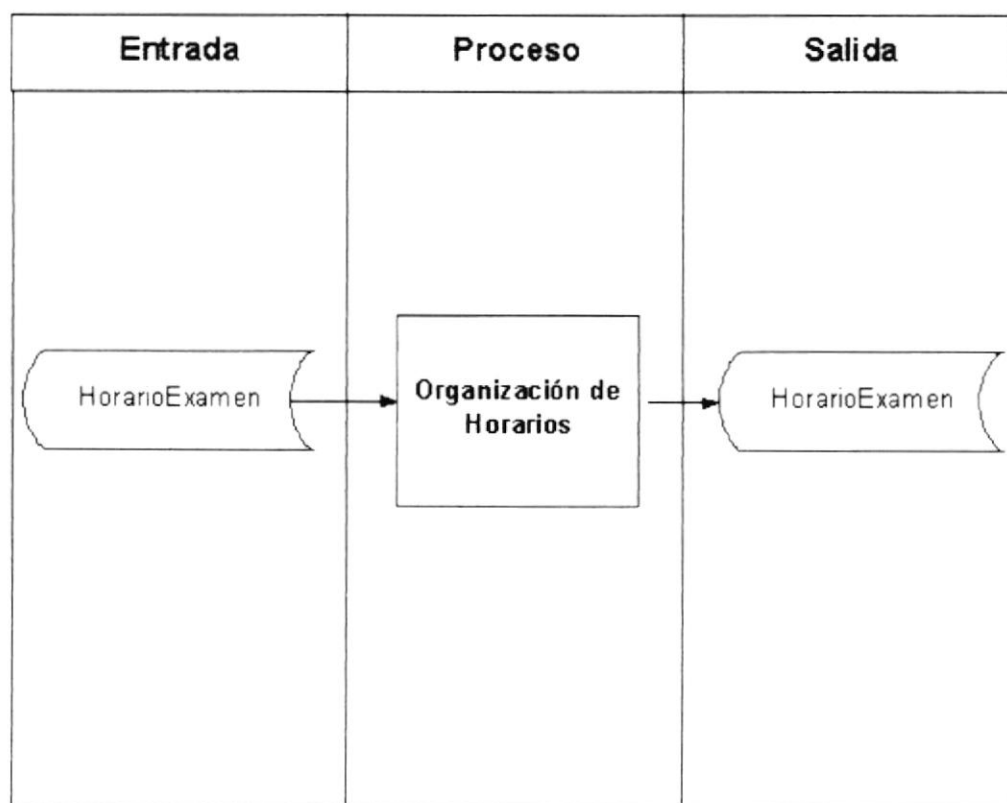 Entrada
Proceso
Salida
HorarioExamen
Organización de
Horarios
HorarioExamen